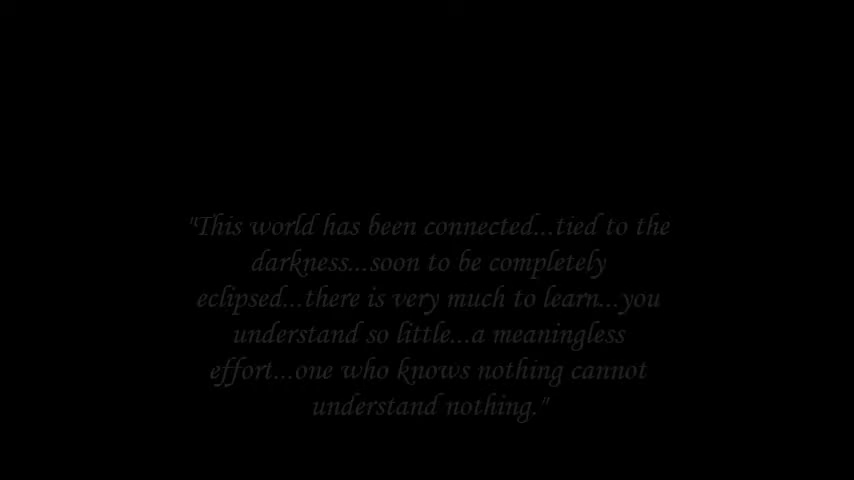 "This world has been connected...tied to the
darkness...soon to be completely
eclipsed...there is very much to learn...you
understand so little...a meaningless
effort...one who knows nothing cannot
understand nothing."